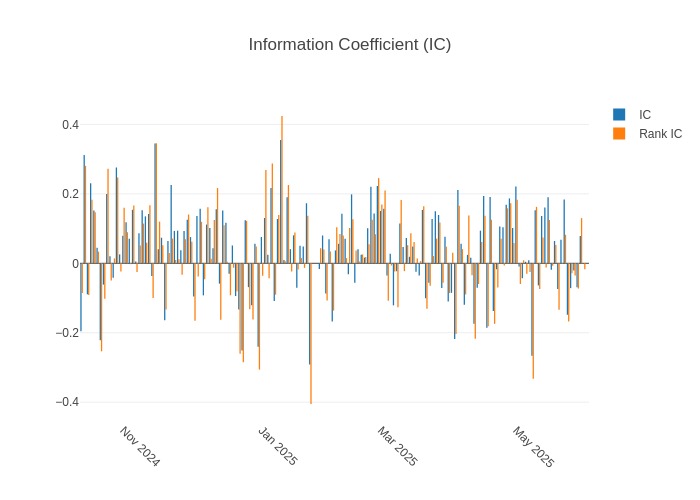 Information Coefficient (IC)
IC
Rank IC
0.4
0.2
0
−0.2
−0.4
Nov 2024
Jan 2025
Mar 2025
May 2025